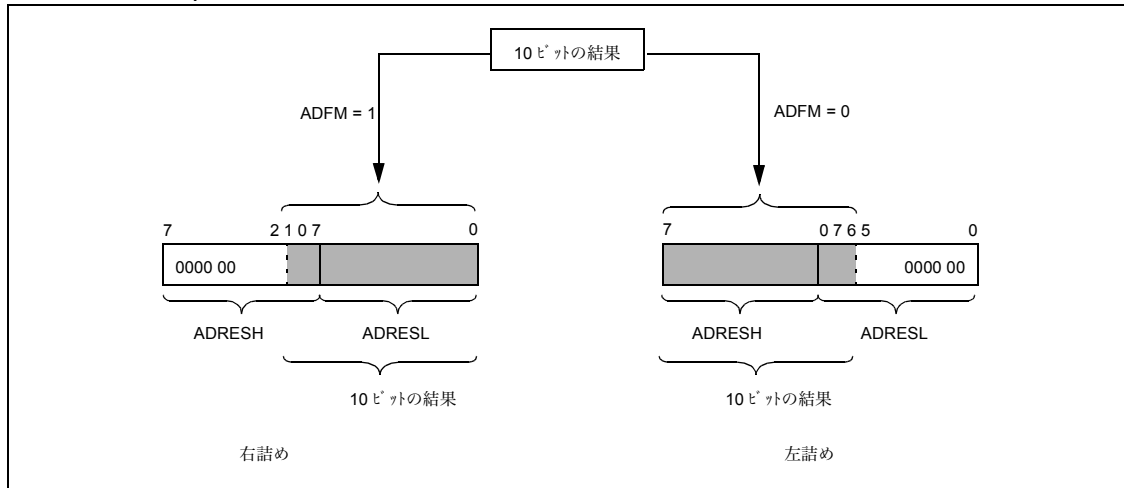 10 ﾋﾞｯﾄの結果
ADFM = 1
ADFM = 0
7 2 1 0 7 0
7 0 7 6 5 0
0000 00
0000 00
ADRESH ADRESL
ADRESH ADRESL
10 ﾋﾞｯﾄの結果
10 ﾋﾞｯﾄの結果
右詰め
左詰め